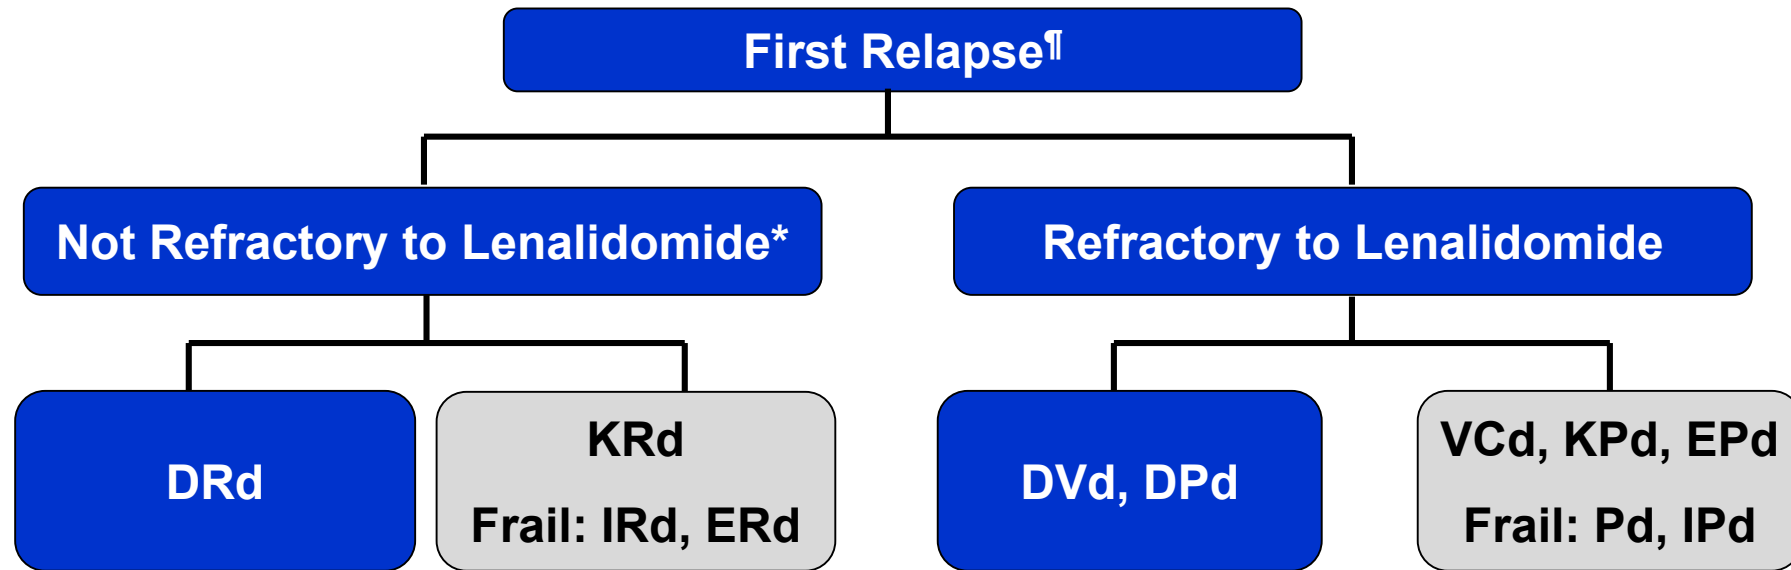 First Relapse¶
Not Refractory to Lenalidomide*
Refractory to Lenalidomide
DRd
KRd
Frail: IRd, ERd
DVd, DPd
VCd, KPd, EPd
Frail: Pd, IPd